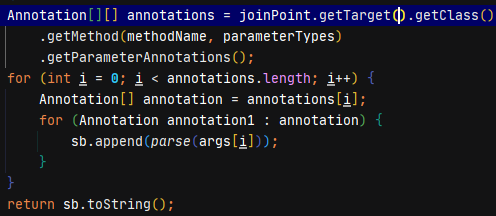 Annotation[][] annotations = joinPoint.getTarget().getClass()
.getMethod(methodName, parameterTypes)
.getParameterAnnotations();
for (int i = 0; i < annotations.length; i++) {
Annotation[] annotation = annotations[i];
for (Annotation annotation1 : annotation) {
sb.append(parse(args[i]));
}
}
return sb.toString();